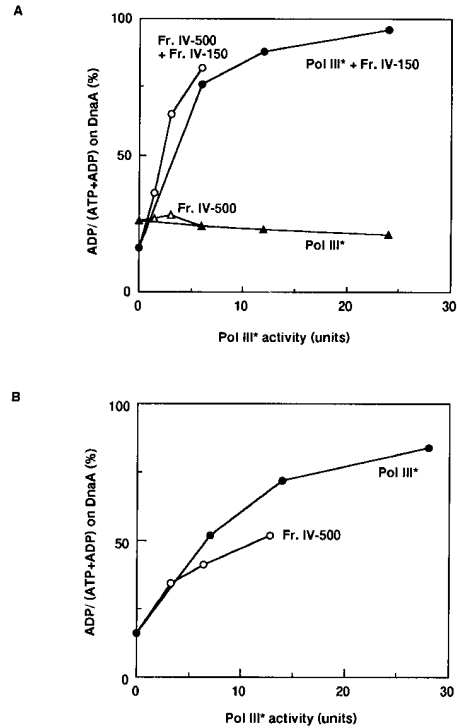 A
100
Fr. IV-500
+ Fr. IV-150
Pol III* + Fr. IV-150
ADP/ (ATP+ADP) on DnaA (%)
50
Fr. IV-500
Pol III*
0
0 10 20 30
Pol III* activity (units)
B
100
Pol III*
ADP/ (ATP+ADP) on DnaA (%)
50
Fr. IV-500
0
0 10 20 30
Pol III* activity (units)